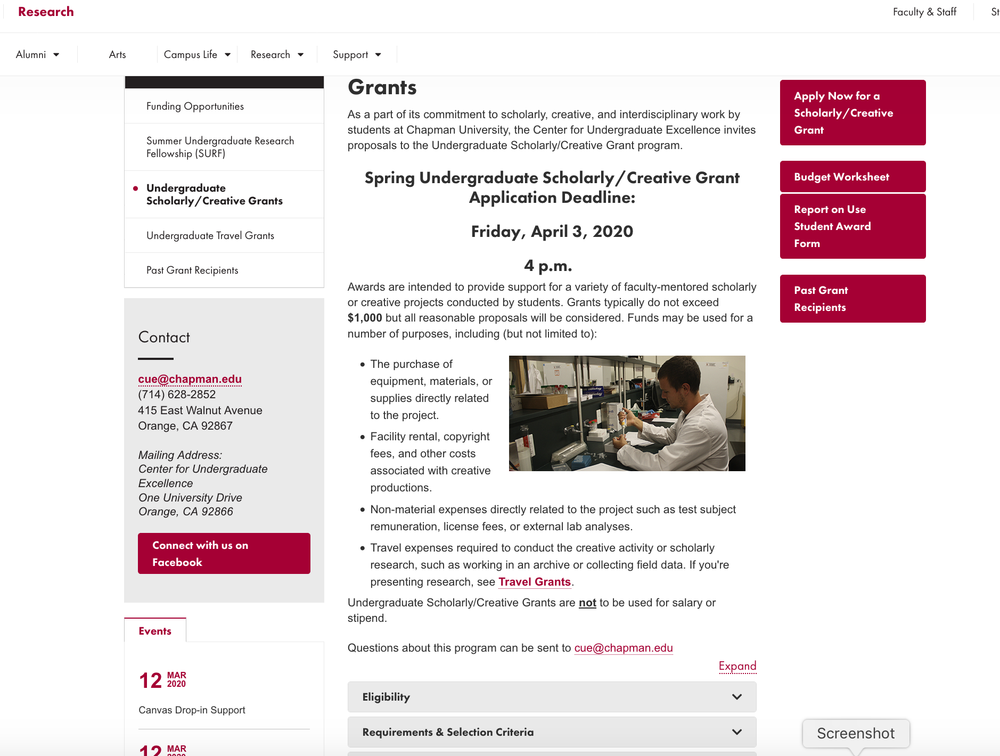 Research
Faculty & Staff
St
Alumni
Arts
Campus Life
Research
Support
Funding Opportunities
Summer Undergraduate Research
Fellowship (SURF)
Undergraduate
Scholarly/Creative Grants
Undergraduate Travel Grants
Past Grant Recipients
Contact
cue@chapman.edu
(714) 628-2852
415 East Walnut Avenue
Orange, CA 92867
Mailing Address:
Center for Undergraduate
Excellence
One University Drive
Orange, CA 92866
Connect with us on
Facebook
Events
12 MAR
2020
Canvas Drop-in Support
12 MAR
2020
Grants
As a part of its commitment to scholarly, creative, and interdisciplinary work by
students at Chapman University, the Center for Undergraduate Excellence invites
proposals to the Undergraduate Scholarly/Creative Grant program.
Spring Undergraduate Scholarly/Creative Grant
Application Deadline:
Friday, April 3, 2020
4 p.m.
Awards are intended to provide support for a variety of faculty-mentored scholarly
or creative projects conducted by students. Grants typically do not exceed
$1,000 but all reasonable proposals will be considered. Funds may be used for a
number of purposes, including (but not limited to):
• The purchase of
equipment, materials, or
supplies directly related
to the project.
• Facility rental, copyright
fees, and other costs
associated with creative
productions.
• Non-material expenses directly related to the project such as test subject
remuneration, license fees, or external lab analyses.
• Travel expenses required to conduct the creative activity or scholarly
research, such as working in an archive or collecting field data. If you're
presenting research, see Travel Grants.
Undergraduate Scholarly/Creative Grants are not to be used for salary or
stipend.
Questions about this program can be sent to cue@chapman.edu
Expand
Eligibility
Requirements & Selection Criteria
Apply Now for a
Scholarly/Creative
Grant
Budget Worksheet
Report on Use
Student Award
Form
Past Grant
Recipients
Screenshot